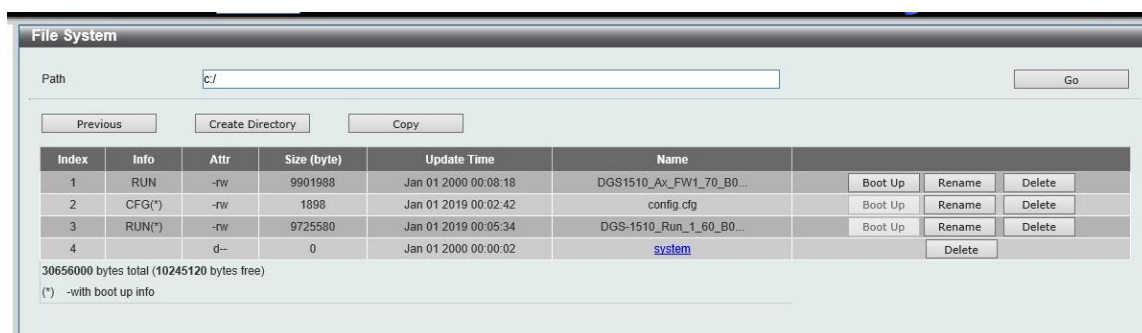 File System
Path c:/ Go
Previous Create Directory Copy
Index Info Attr Size (byte) Update Time Name
1 RUN -rw 9901988 Jan 01 2000 00:08:18 DGS1510_Ax_FW1_70_B0... Boot Up Rename Delete
2 CFG(*) -rw 1898 Jan 01 2019 00:02:42 config.cfg Boot Up Rename Delete
3 RUN(*) -rw 9725580 Jan 01 2019 00:05:34 DGS-1510_Run_1_60_B0... Boot Up Rename Delete
4 d-- 0 Jan 01 2000 00:00:02 system Delete
30656000 bytes total (10245120 bytes free)
(*) -with boot up info